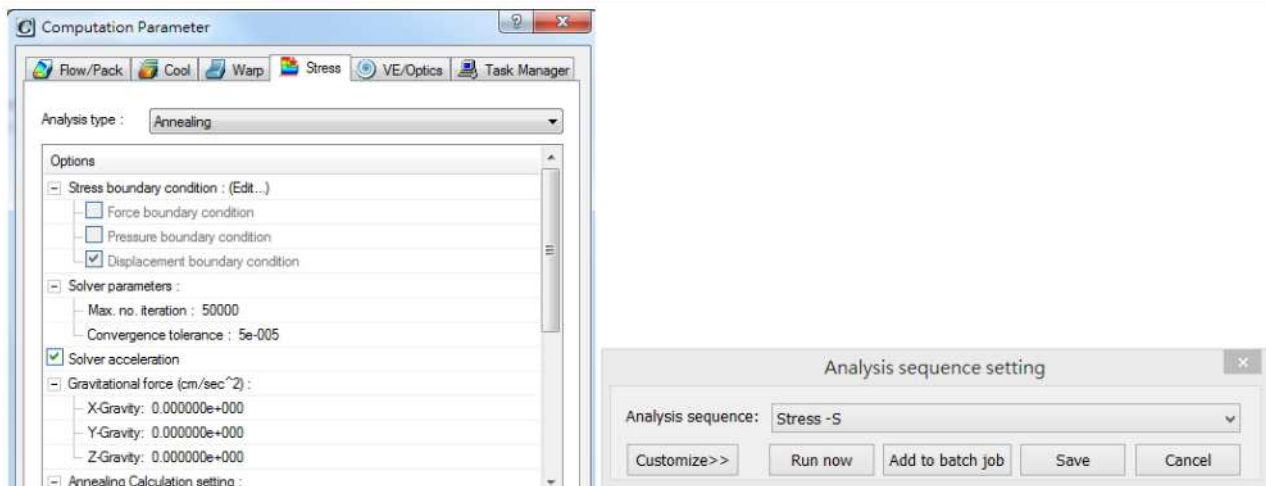 Computation Parameter
Flow/Pack Cool Warp Stress VE/Optics Task Manager
Analysis type : Annealing
Options
Stress boundary condition : (Edit...)
Force boundary condition
Pressure boundary condition
Displacement boundary condition
Solver parameters :
Max. no. iteration : 50000
Convergence tolerance : 5e-005
Solver acceleration
Gravitational force (cm/sec^2) :
X-Gravity: 0.000000e+000
Y-Gravity: 0.000000e+000
Z-Gravity: 0.000000e+000
Annealing Calculation setting :
Analysis sequence setting
Analysis sequence: Stress -S
Customize>> Run now Add to batch job Save Cancel